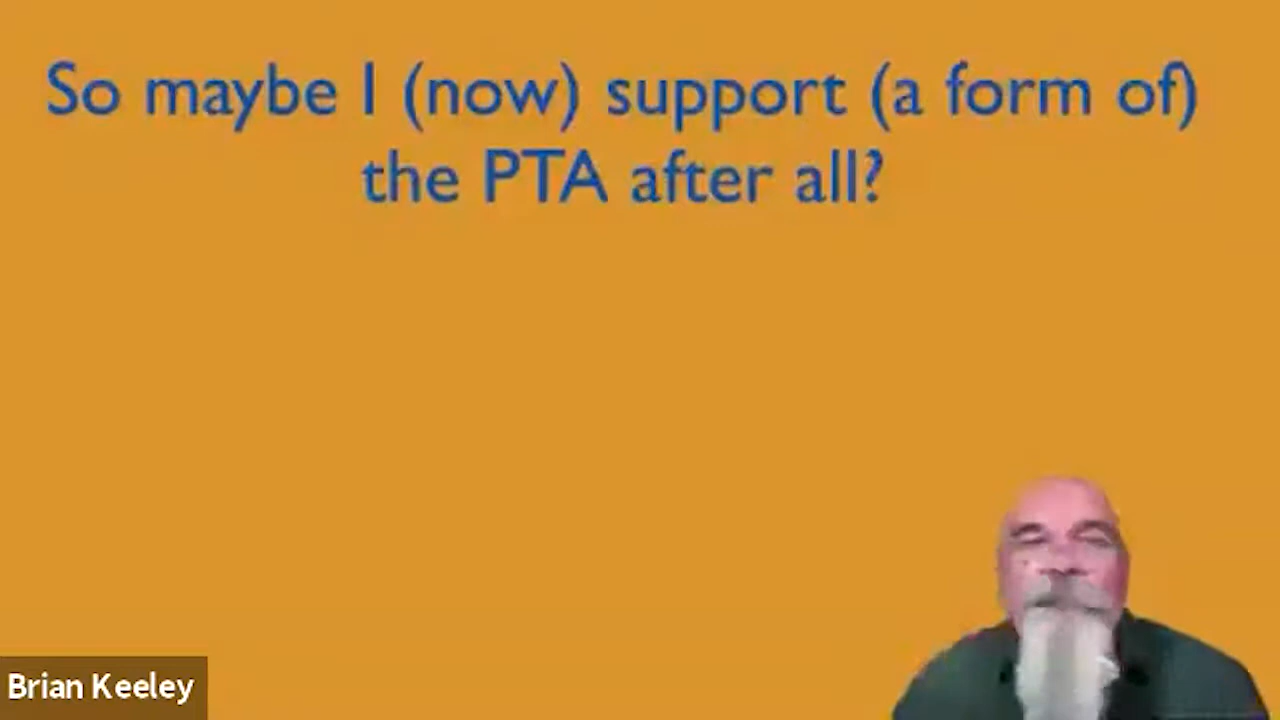 So maybe I (now) support (a form of)
the PTA after all?
Brian Keeley